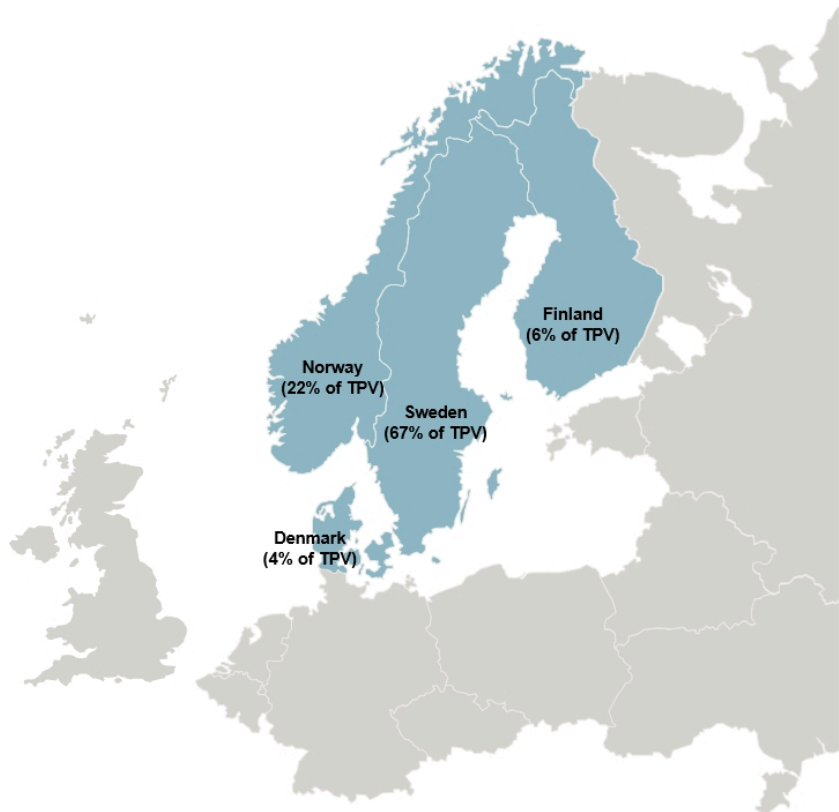 Finland
(6% of TPV)
Norway
(22% of TPV)
Sweden
(67% of TPV)
Denmark
(4% of TPV)